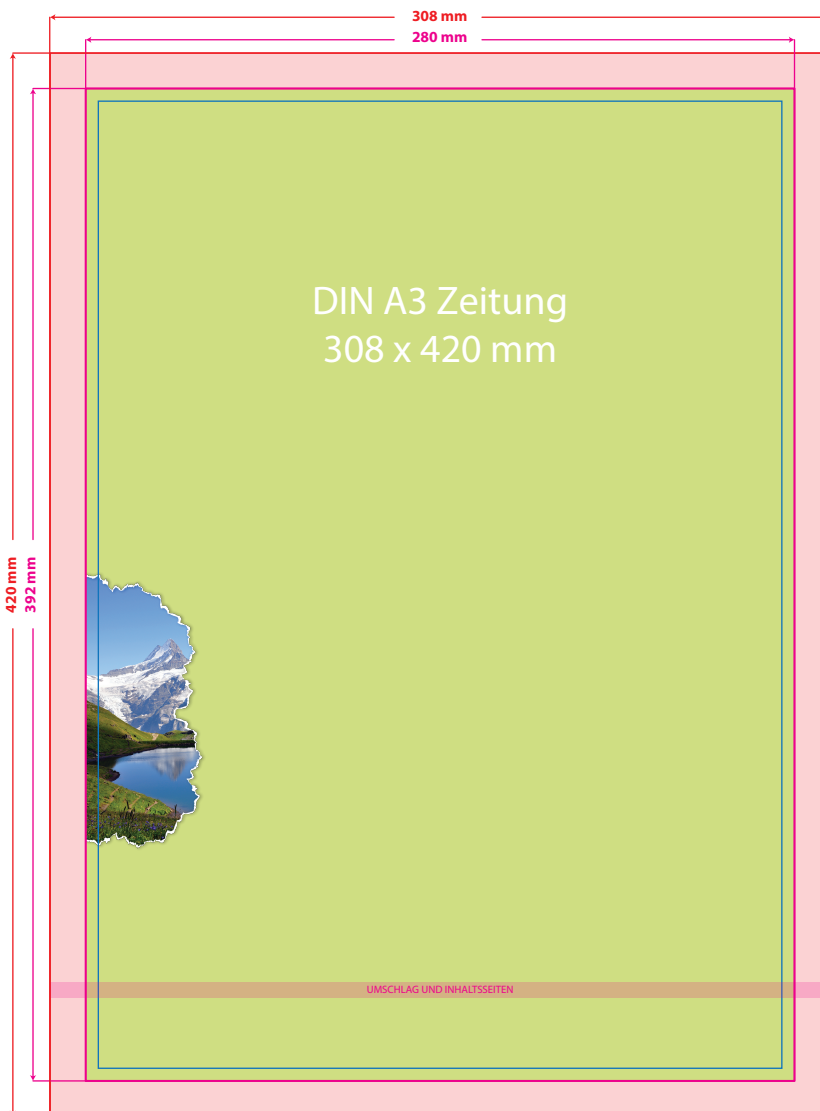 308 mm
280 mm
DIN A3 Zeitung
308 x 420 mm
420 mm
392 mm
UMSCHLAG UND INHALTSSEITEN